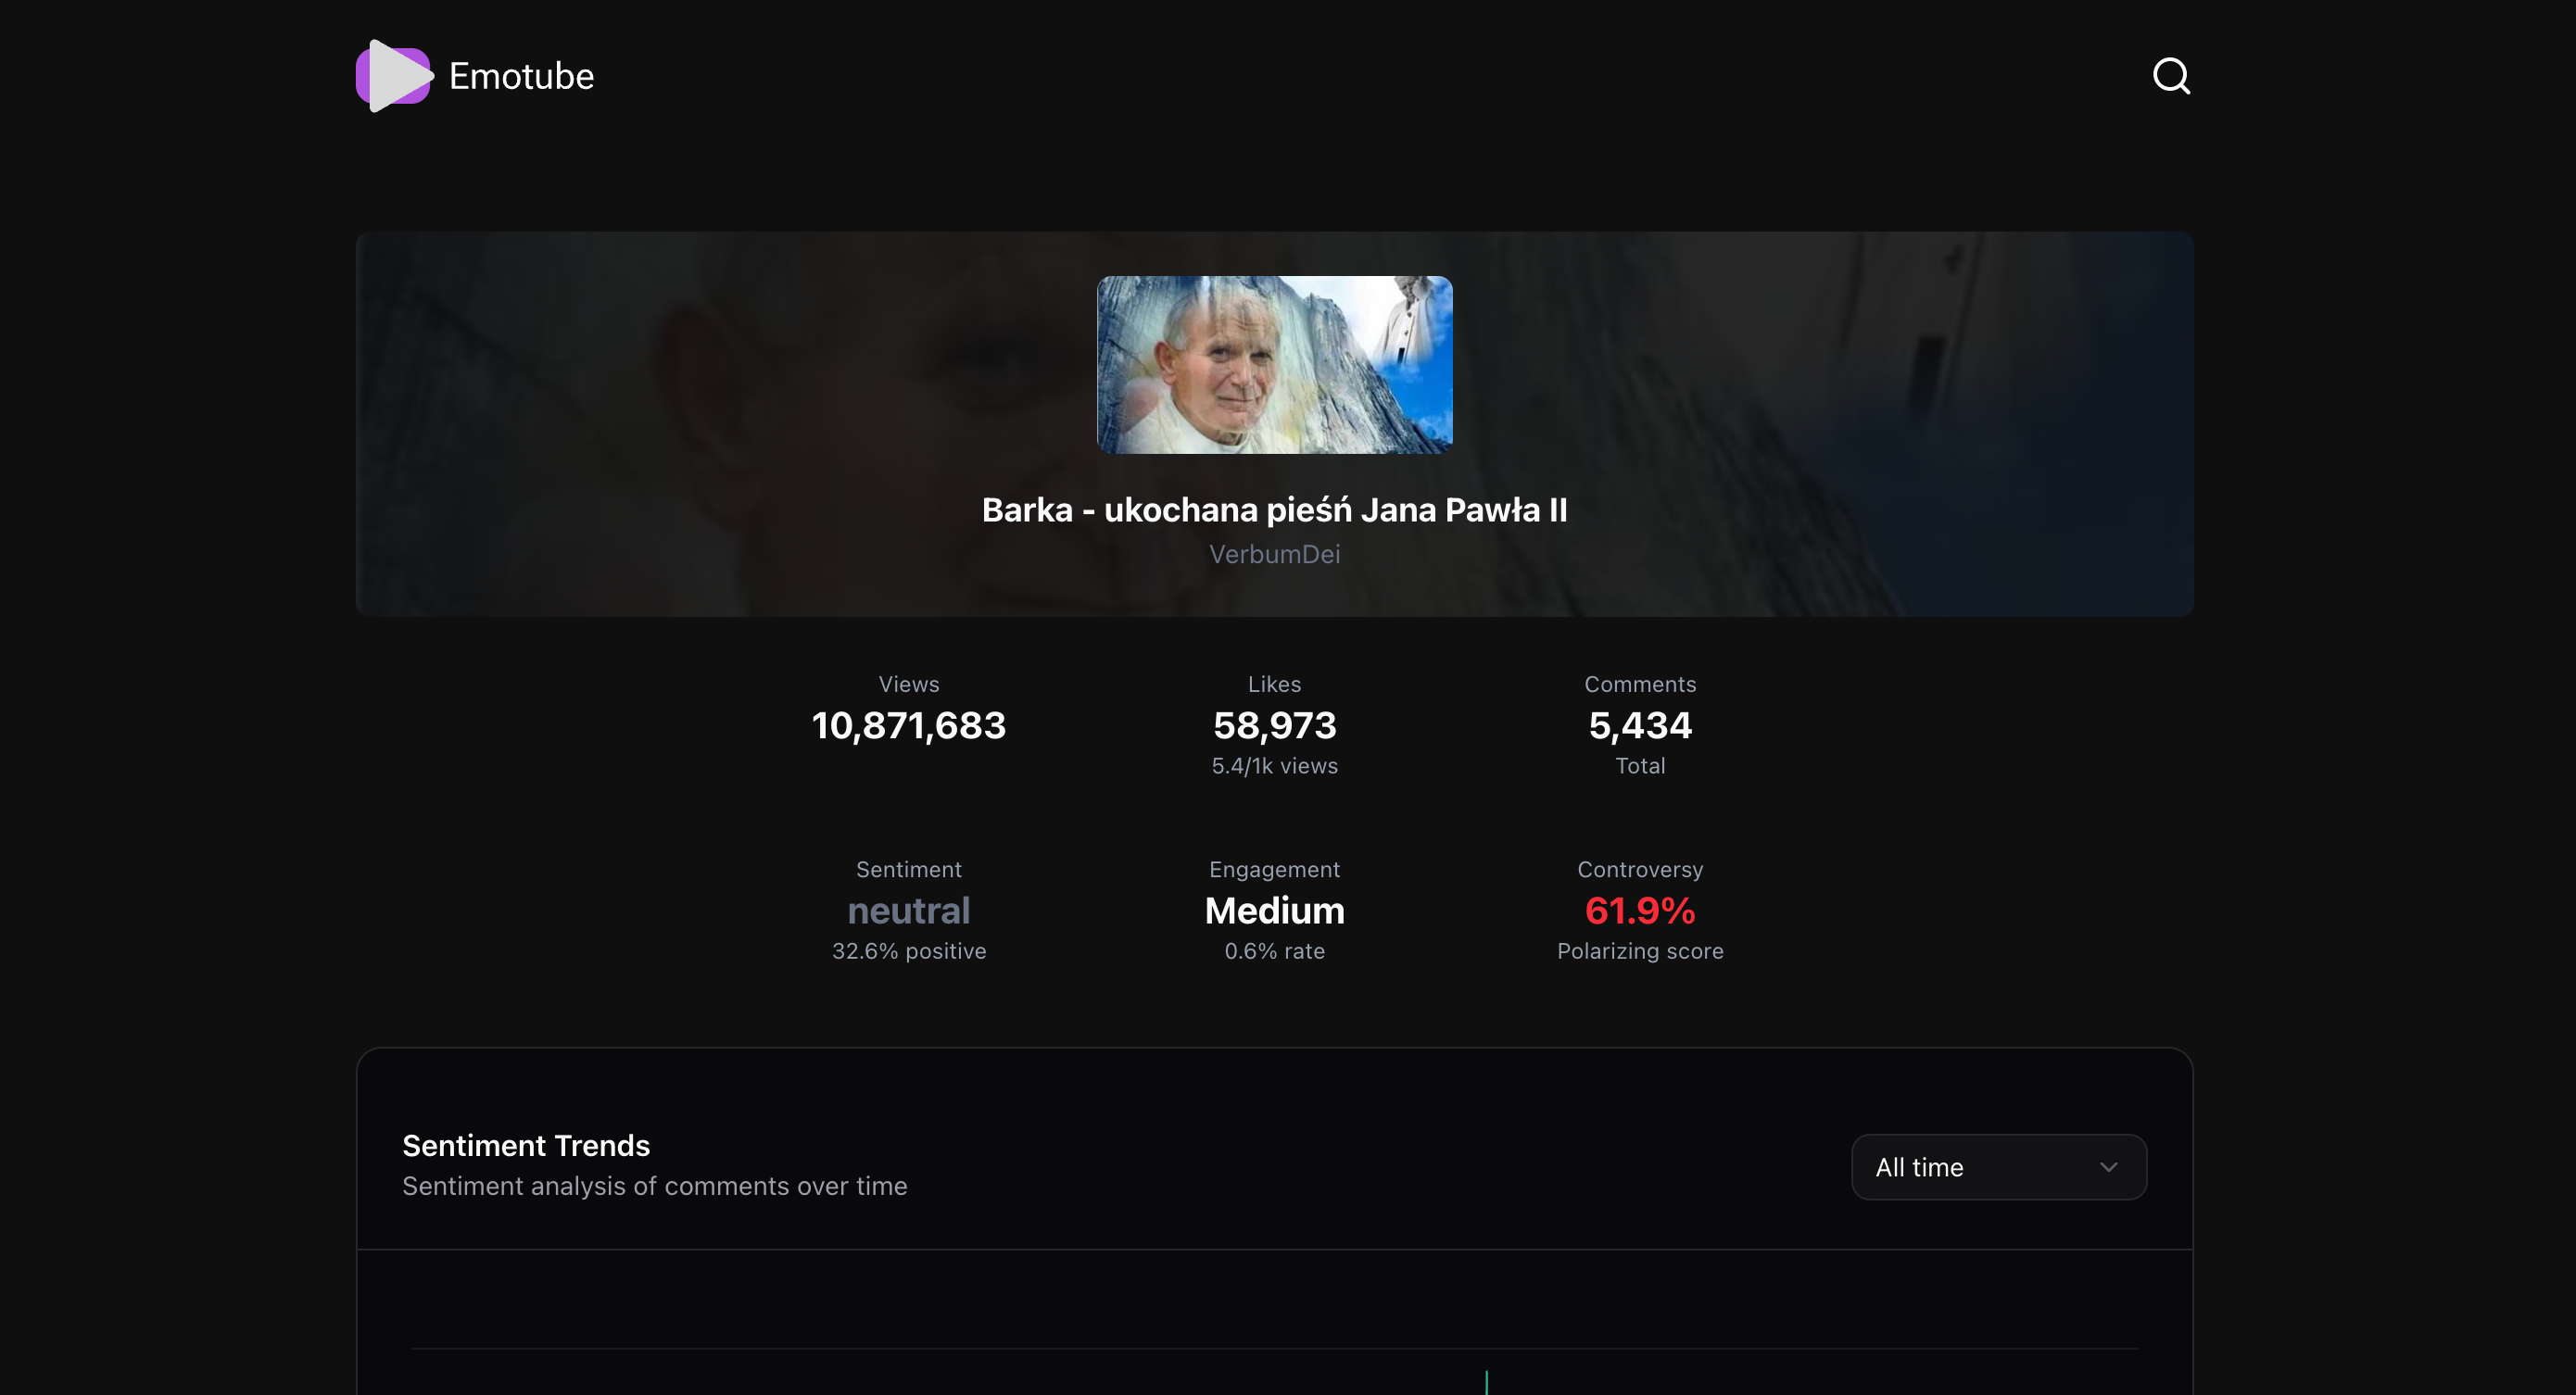 Emotube
Barka - ukochana pieśń Jana Pawła II
VerbumDei
Views
10,871,683
Likes
58,973
5.4/1k views
Comments
5,434
Total
Sentiment
neutral
32.6% positive
Engagement
Medium
0.6% rate
Controversy
61.9%
Polarizing score
Sentiment Trends
Sentiment analysis of comments over time
All time